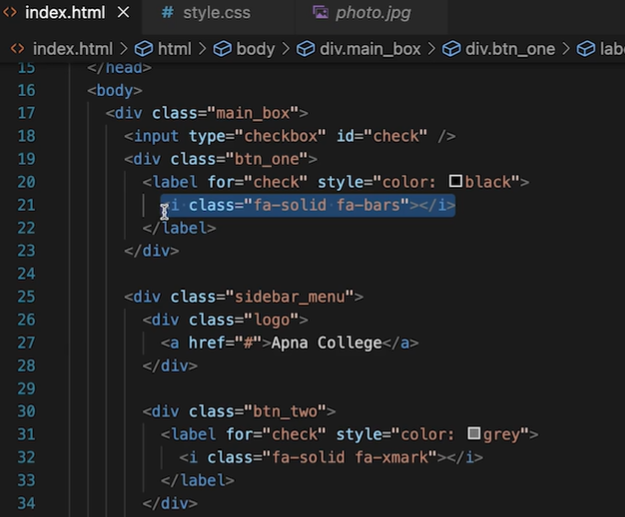 index.html
style.css
photo.jpg
index.html > html > body > div.main_box > div.btn_one > labe
15 </head>
16 <body>
17 <div class="main_box">
18 <input type="checkbox" id="check" />
19 <div class="btn_one">
20 <label for="check" style="color: black">
21 <i class="fa-solid fa-bars"></i>
22 </label>
23 </div>
24
25 <div class="sidebar_menu">
26 <div class="logo">
27 <a href="#">Apna College</a>
28 </div>
29
30 <div class="btn_two">
31 <label for="check" style="color: grey">
32 <i class="fa-solid fa-xmark"></i>
33 </label>
34 </div>